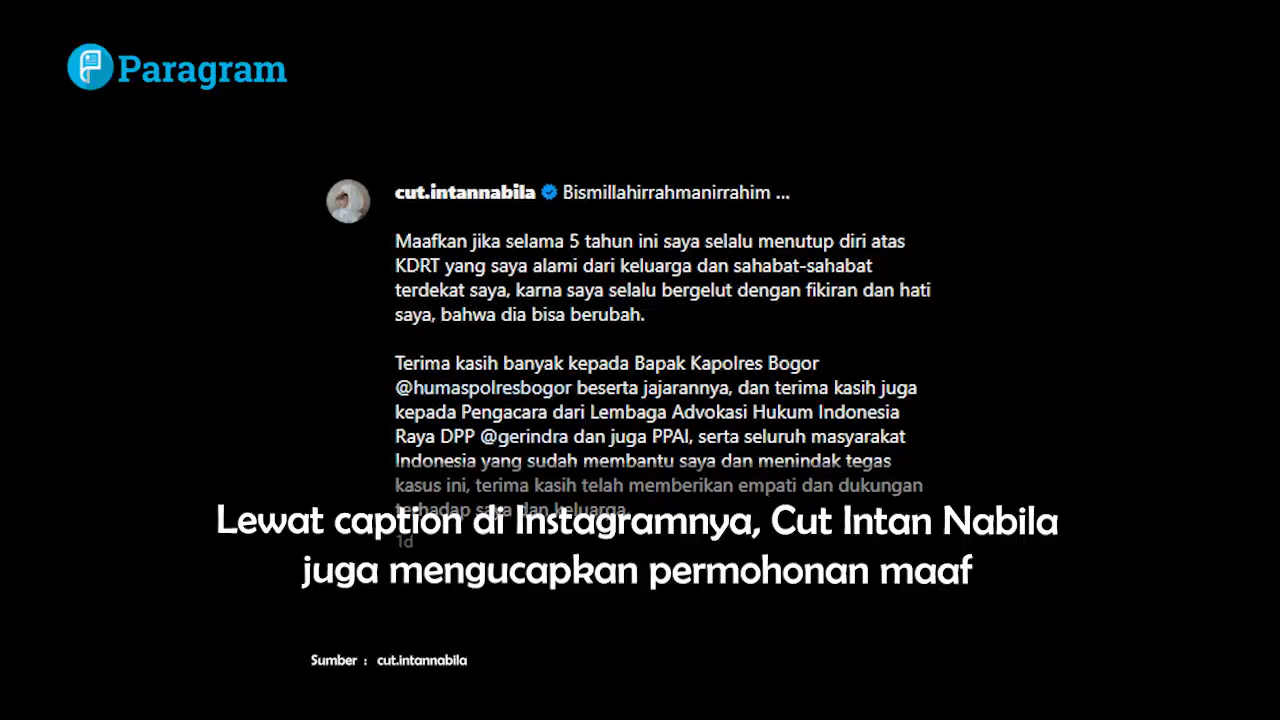 Paragram
cut.intannabila Bismillahirrahmanirrahim ...
Maafkan jika selama 5 tahun ini saya selalu menutup diri atas
KDRT yang saya alami dari keluarga dan sahabat-sahabat
terdekat saya, karna saya selalu bergelut dengan fikiran dan hati
saya, bahwa dia bisa berubah.
Terima kasih banyak kepada Bapak Kapolres Bogor
@humaspolresbogor beserta jajarannya, dan terima kasih juga
kepada Pengacara dari Lembaga Advokasi Hukum Indonesia
Raya DPP @gerindra dan juga PPAI, serta seluruh masyarakat
Indonesia yang sudah membantu saya dan menindak tegas
kasus ini, terima kasih telah memberikan empati dan dukungan
terhadap saya dan keluarga.
1d
Lewat caption di Instagramnya, Cut Intan Nabila
juga mengucapkan permohonan maaf
Sumber : cut.intannabila